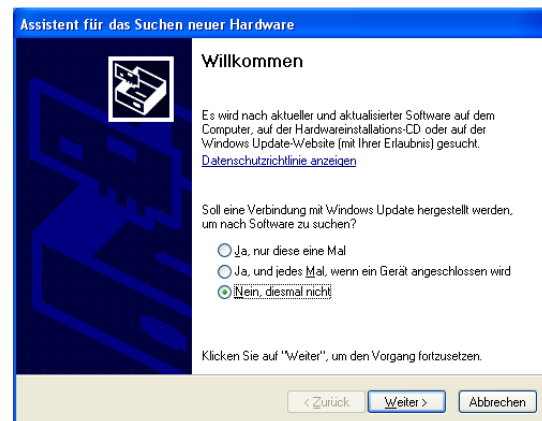 Assistent für das Suchen neuer Hardware
Willkommen
Es wird nach aktueller und aktualisierter Software auf dem
Computer, auf der Hardwareinstallations-CD oder auf der
Windows Update-Website (mit Ihrer Erlaubnis) gesucht.
Datenschutzrichtlinie anzeigen
Soll eine Verbindung mit Windows Update hergestellt werden,
um nach Software zu suchen?
Ja, nur diese eine Mal
Ja, und jedes Mal, wenn ein Gerät angeschlossen wird
Nein, diesmal nicht
Klicken Sie auf "Weiter", um den Vorgang fortzusetzen.
< Zurück Weiter > Abbrechen